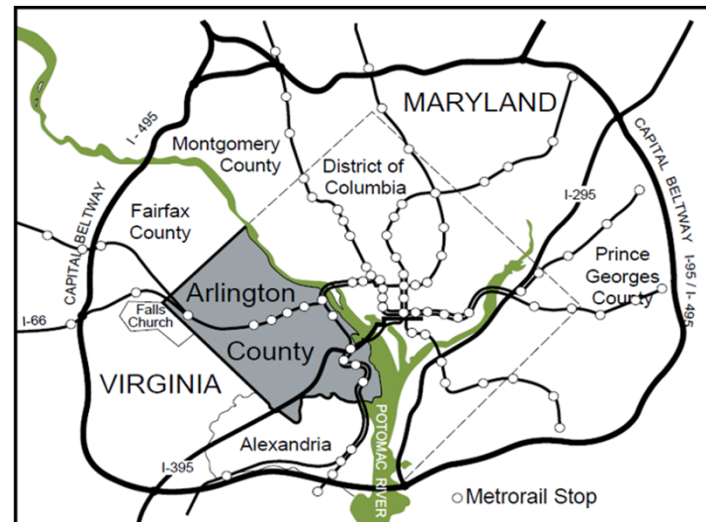 MARYLAND
I-495
Montgomery
County
District of
Columbia
CAPITAL BELTWAY
I-295
Fairfax
County
CAPITAL BELTWAY
I-95 / I-495
Prince
Georges
County
Arlington
County
Falls
Church
I-66
VIRGINIA
Alexandria
POTOMAC RIVER
I-395
Metrorail Stop